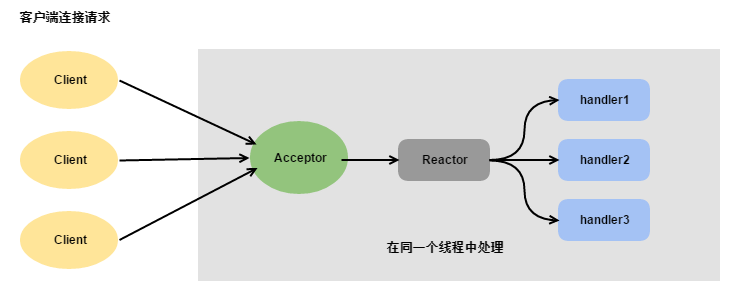 客户端连接请求
Client
Client
Client
Acceptor
Reactor
handler1
handler2
handler3
在同一个线程中处理